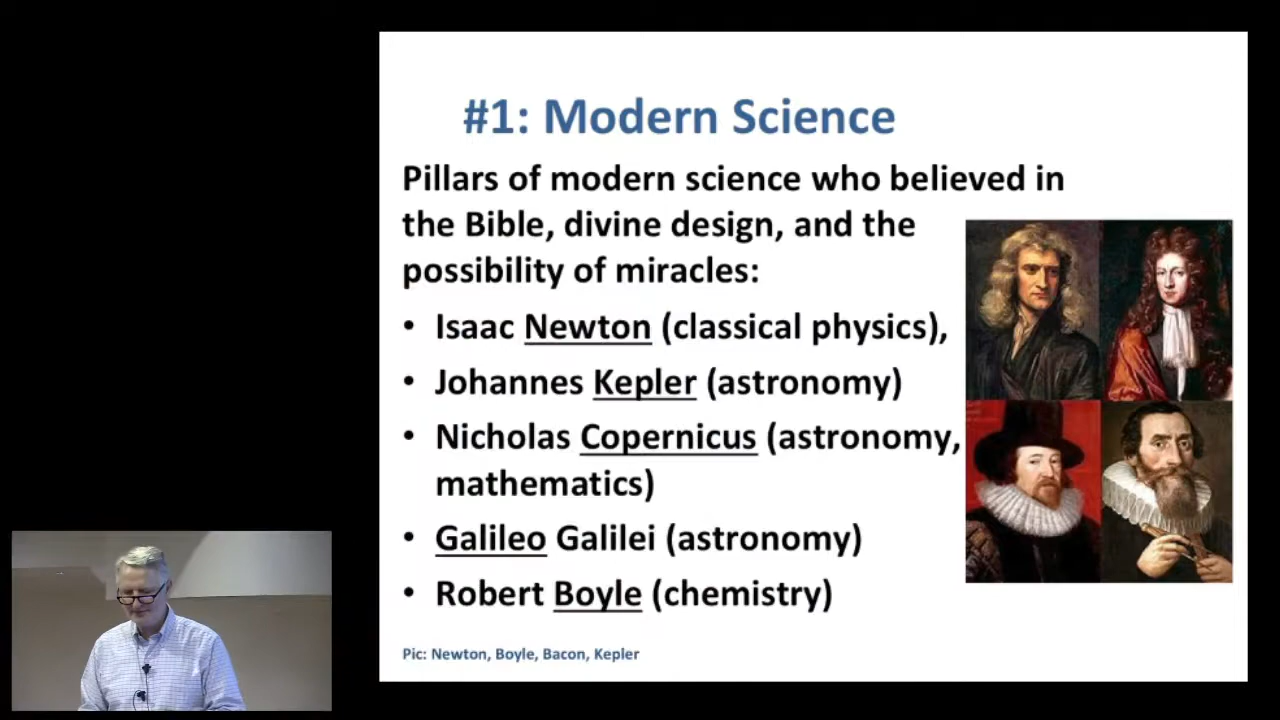 #1: Modern Science
Pillars of modern science who believed in
the Bible, divine design, and the
possibility of miracles:
• Isaac Newton (classical physics),
• Johannes Kepler (astronomy)
• Nicholas Copernicus (astronomy,
mathematics)
• Galileo Galilei (astronomy)
• Robert Boyle (chemistry)
Pic: Newton, Boyle, Bacon, Kepler